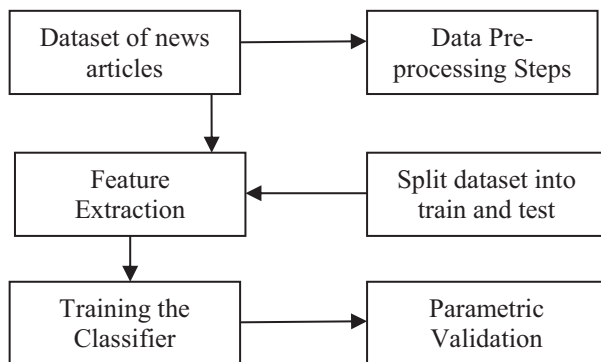 Dataset of news
articles
Data Pre-
processing Steps
Feature
Extraction
Split dataset into
train and test
Training the
Classifier
Parametric
Validation